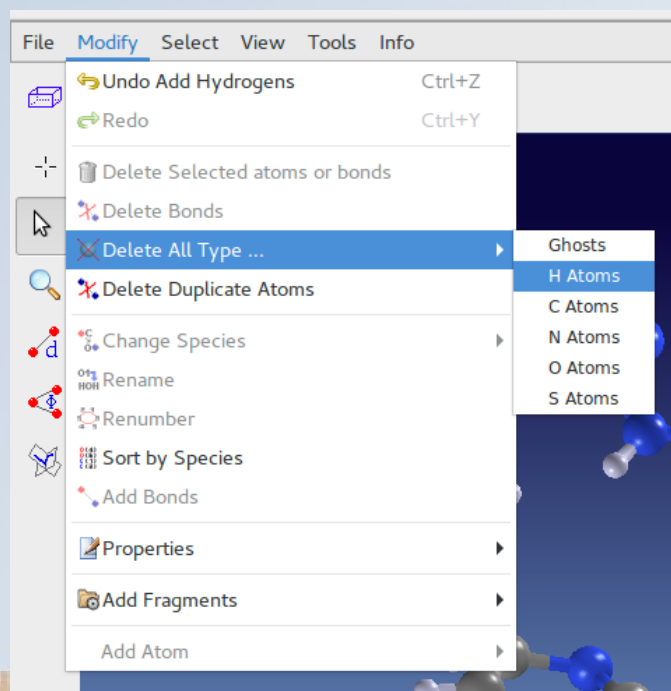 File Modify Select View Tools Info
Undo Add Hydrogens Ctrl+Z
Redo Ctrl+Y
Delete Selected atoms or bonds
Delete Bonds
Delete All Type ...
Delete Duplicate Atoms
Change Species
Rename
Renumber
Sort by Species
Add Bonds
Properties
Add Fragments
Add Atom
Ghosts
H Atoms
C Atoms
N Atoms
O Atoms
S Atoms
d
Φ